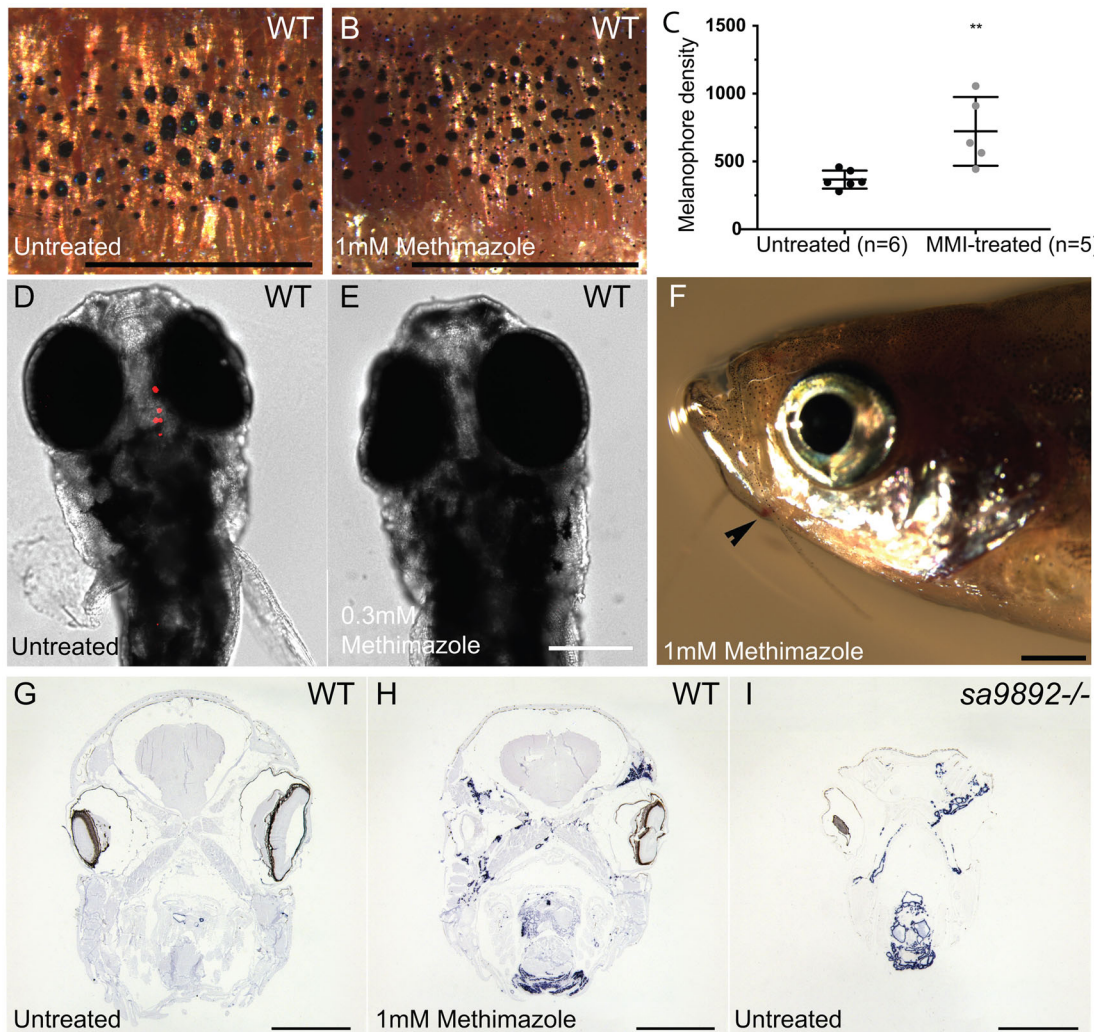 WT
Untreated
B
WT
1mM Methimazole
C
**
Melanophore density
1500
1000
500
0
Untreated (n=6)
MMI-treated (n=5)
D
WT
Untreated
E
WT
0.3mM
Methimazole
F
1mM Methimazole
G
WT
Untreated
H
WT
1mM Methimazole
I
sa9892-/-
Untreated